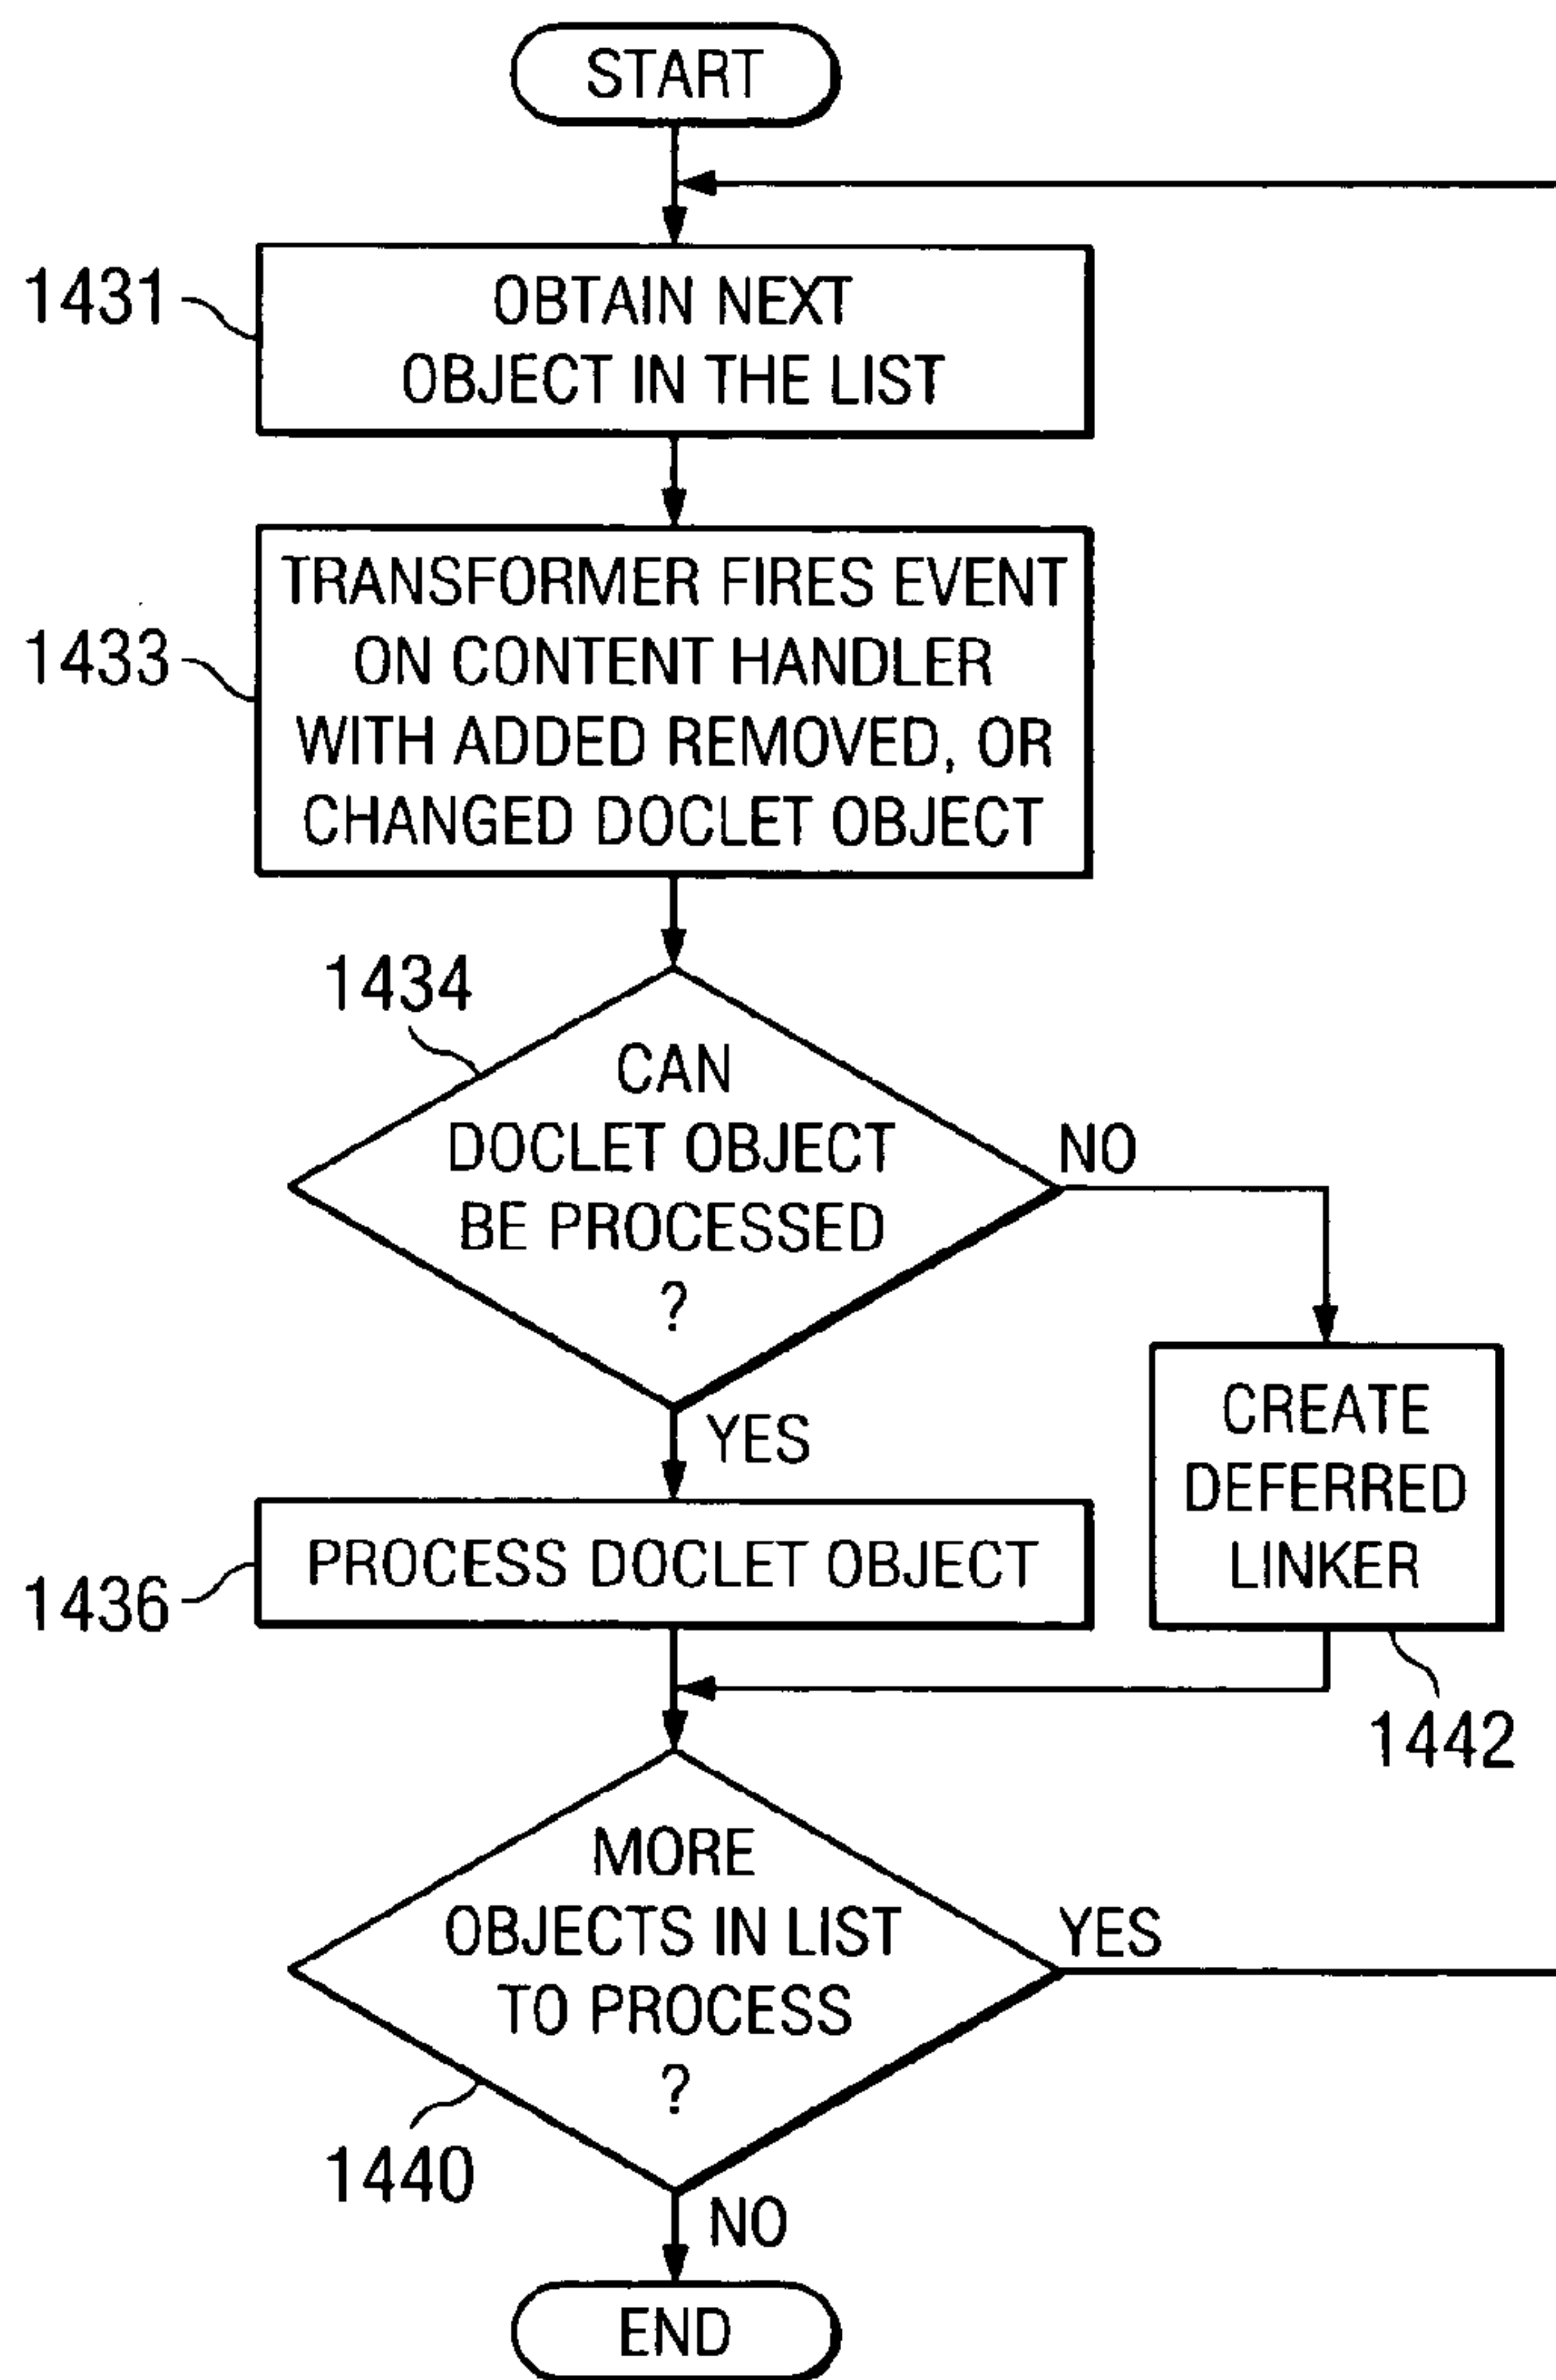 START
1431
OBTAIN NEXT
OBJECT IN THE LIST
1433
TRANSFORMER FIRES EVENT
ON CONTENT HANDLER
WITH ADDED REMOVED, OR
CHANGED DOCLET OBJECT
1434
CAN
DOCLET OBJECT
BE PROCESSED
?
NO
YES
CREATE
DEFERRED
LINKER
1442
1436
PROCESS DOCLET OBJECT
MORE
OBJECTS IN LIST
TO PROCESS
?
YES
1440
NO
END